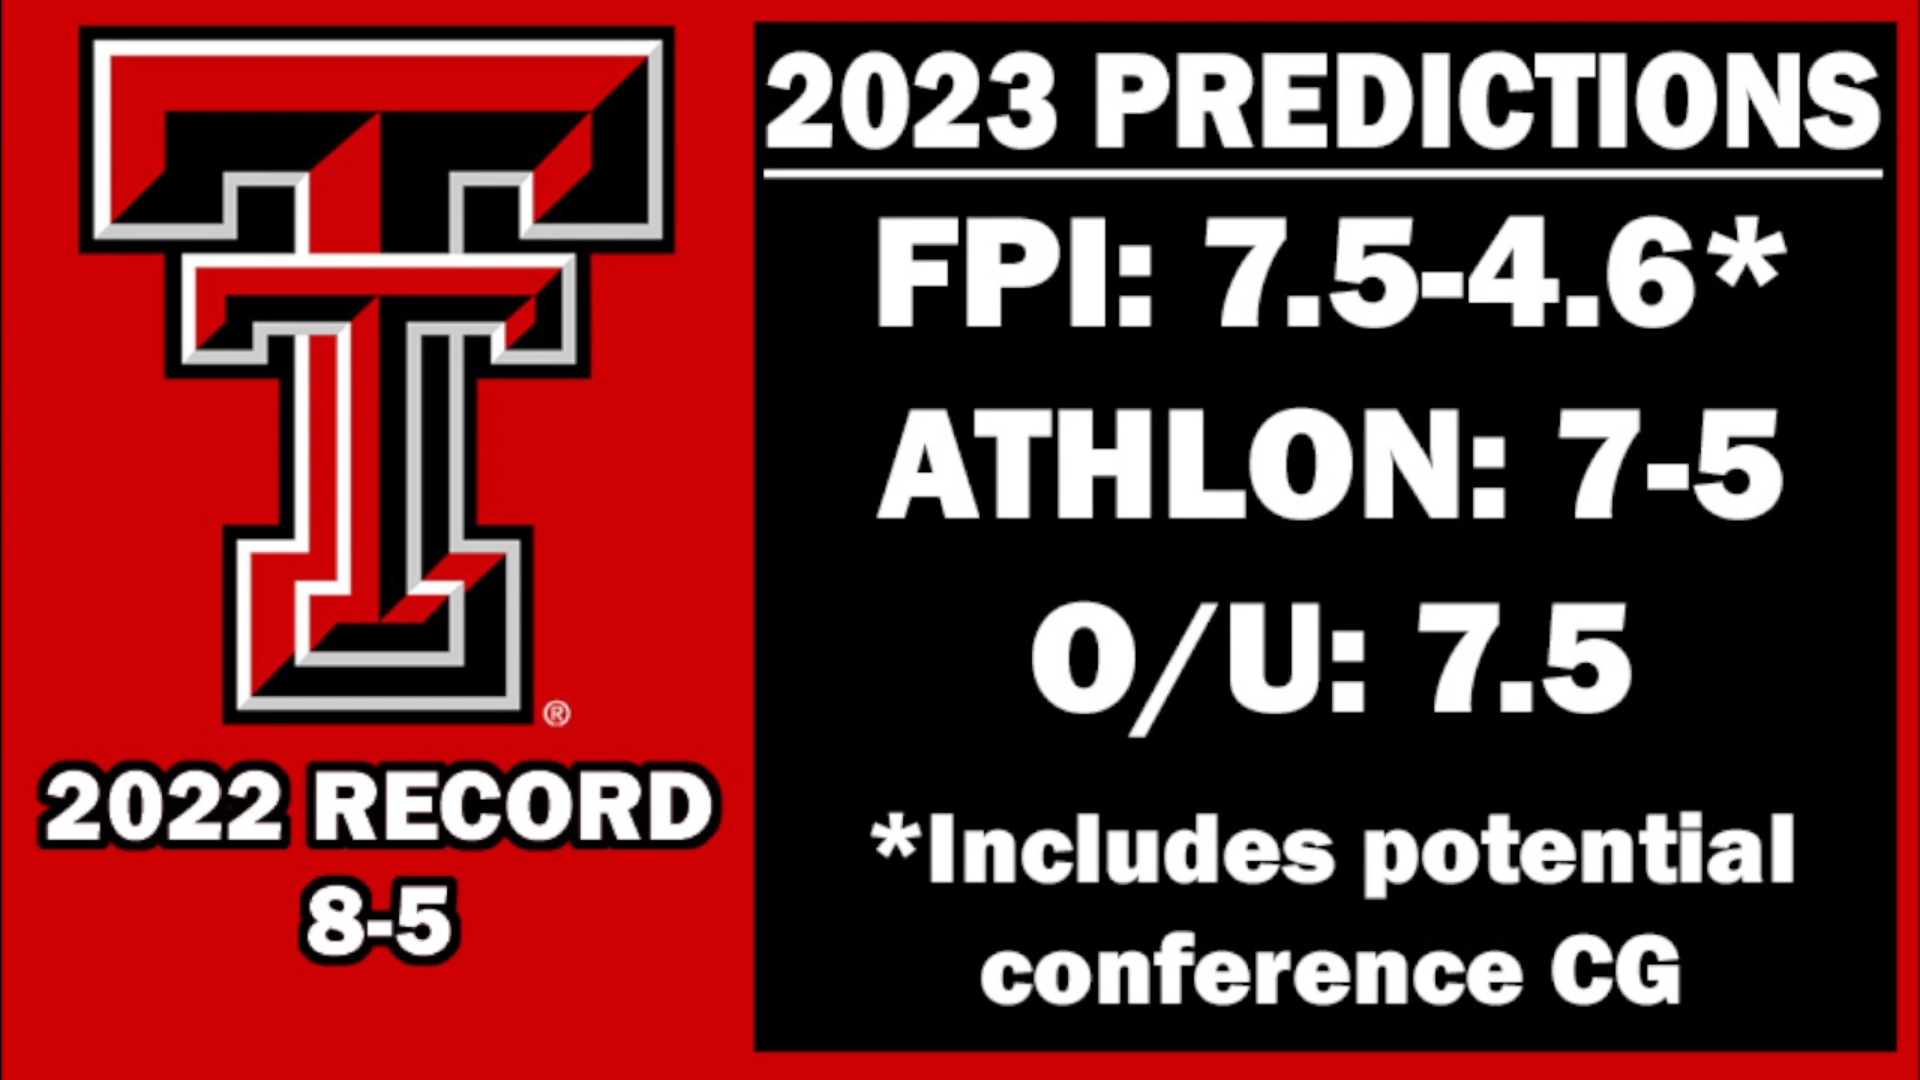 2022 RECORD
8-5
2023 PREDICTIONS
FPI: 7.5-4.6*
ATHLON: 7-5
O/U: 7.5
*Includes potential
conference CG